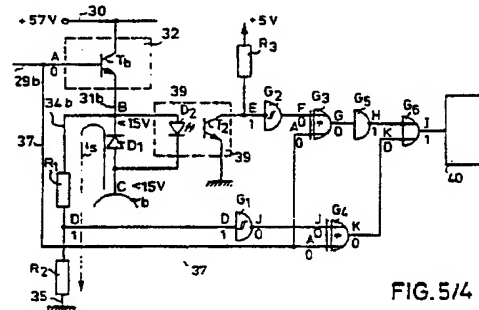 +57V 30
32
A
0
Tb
29b
31b
39
+5V
R3
34b
B
<15V
D2
T2
39
E
1
G2
F
0
G3
G
0
G5
H
1
G6
I
1
K
0
A
0
37
is
D1
R1
C <15V
b
40
D
1
D
1
G1
J
0
J
0
G4
K
0
A
0
R2
35
37
FIG. 5/4